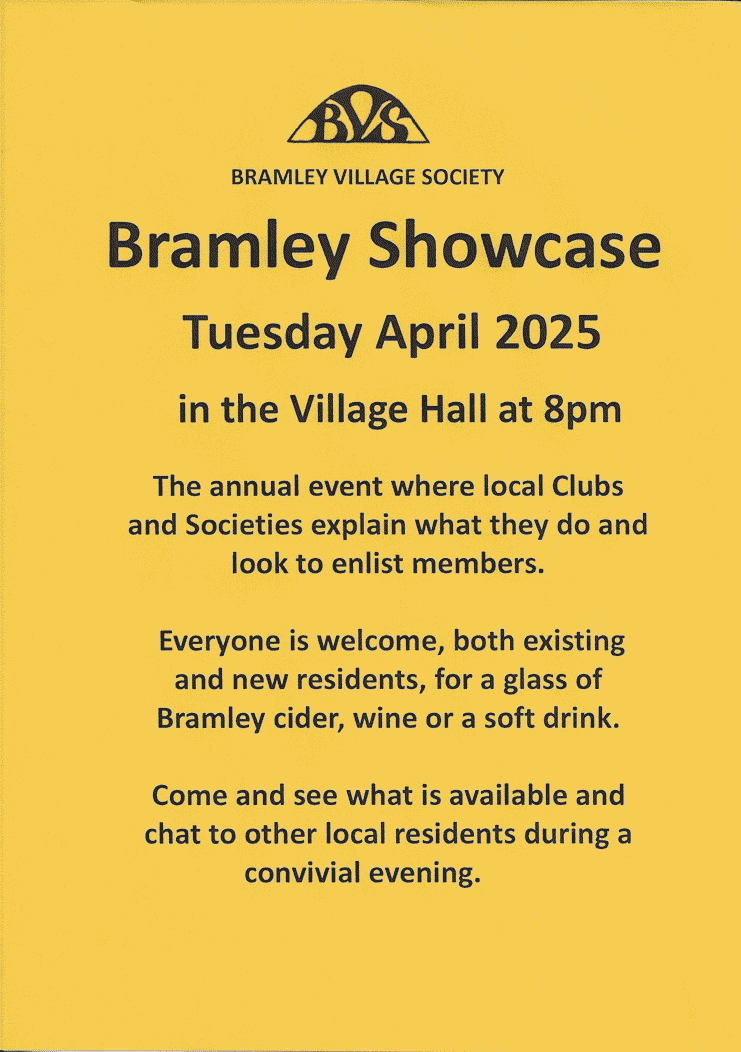 BVS
BRAMLEY VILLAGE SOCIETY
Bramley Showcase
Tuesday April 2025
in the Village Hall at 8pm
The annual event where local Clubs
and Societies explain what they do and
look to enlist members.
Everyone is welcome, both existing
and new residents, for a glass of
Bramley cider, wine or a soft drink.
Come and see what is available and
chat to other local residents during a
convivial evening.